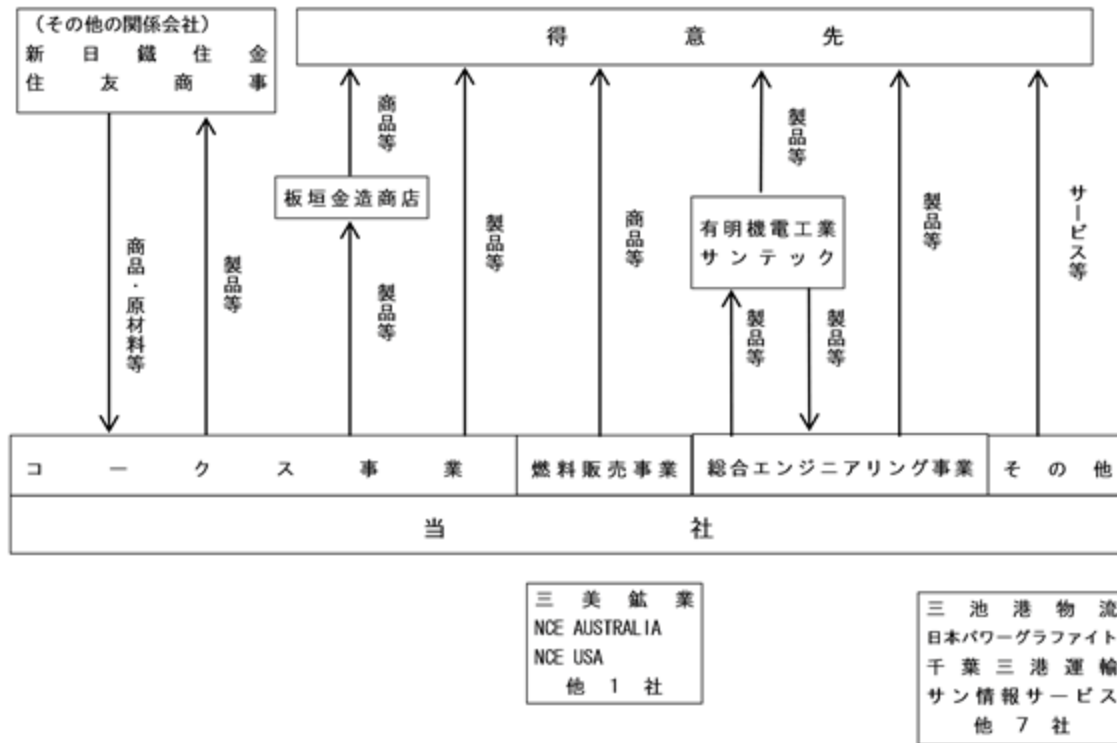 (その他の関係会社)
新日鐵住金
住友商事
得意先
商品等
製品等
板垣金造商店
製品等
商品等
有明機電工業
サンテック
製品等
サービス等
商品・原材料等
製品等
製品等
製品等
製品等
コークス事業
燃料販売事業
総合エンジニアリング事業
その他
当社
三美鉱業
NCE AUSTRALIA
NCE USA
他1社
三池港物流
日本パワーグラファイト
千葉三港運輸
サン情報サービス
他7社